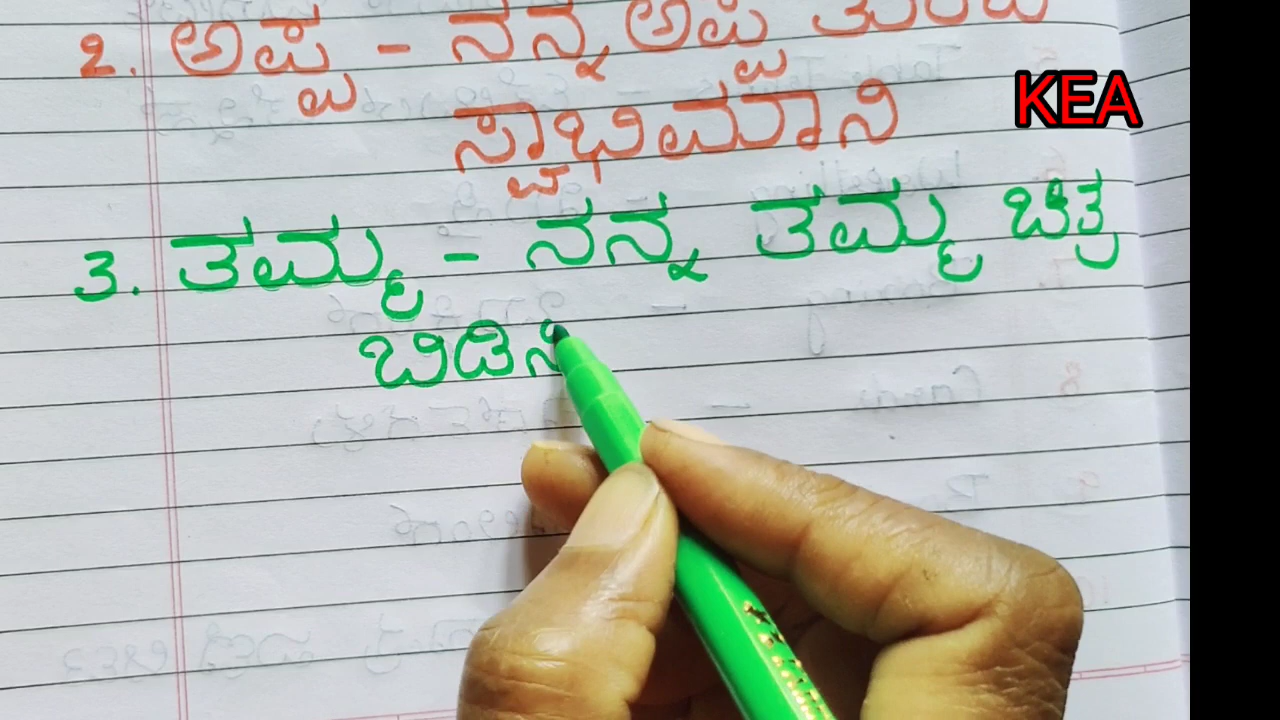 2. ಅಪ್ಪ - ನನ್ನ ಅಪ್ಪ
ಸ್ವಾಭಿಮಾನಿ
KEA
3. ತಮ್ಮ - ನನ್ನ ತಮ್ಮ ಚಿತ್ರ
ಬಿಡಿಸಿ